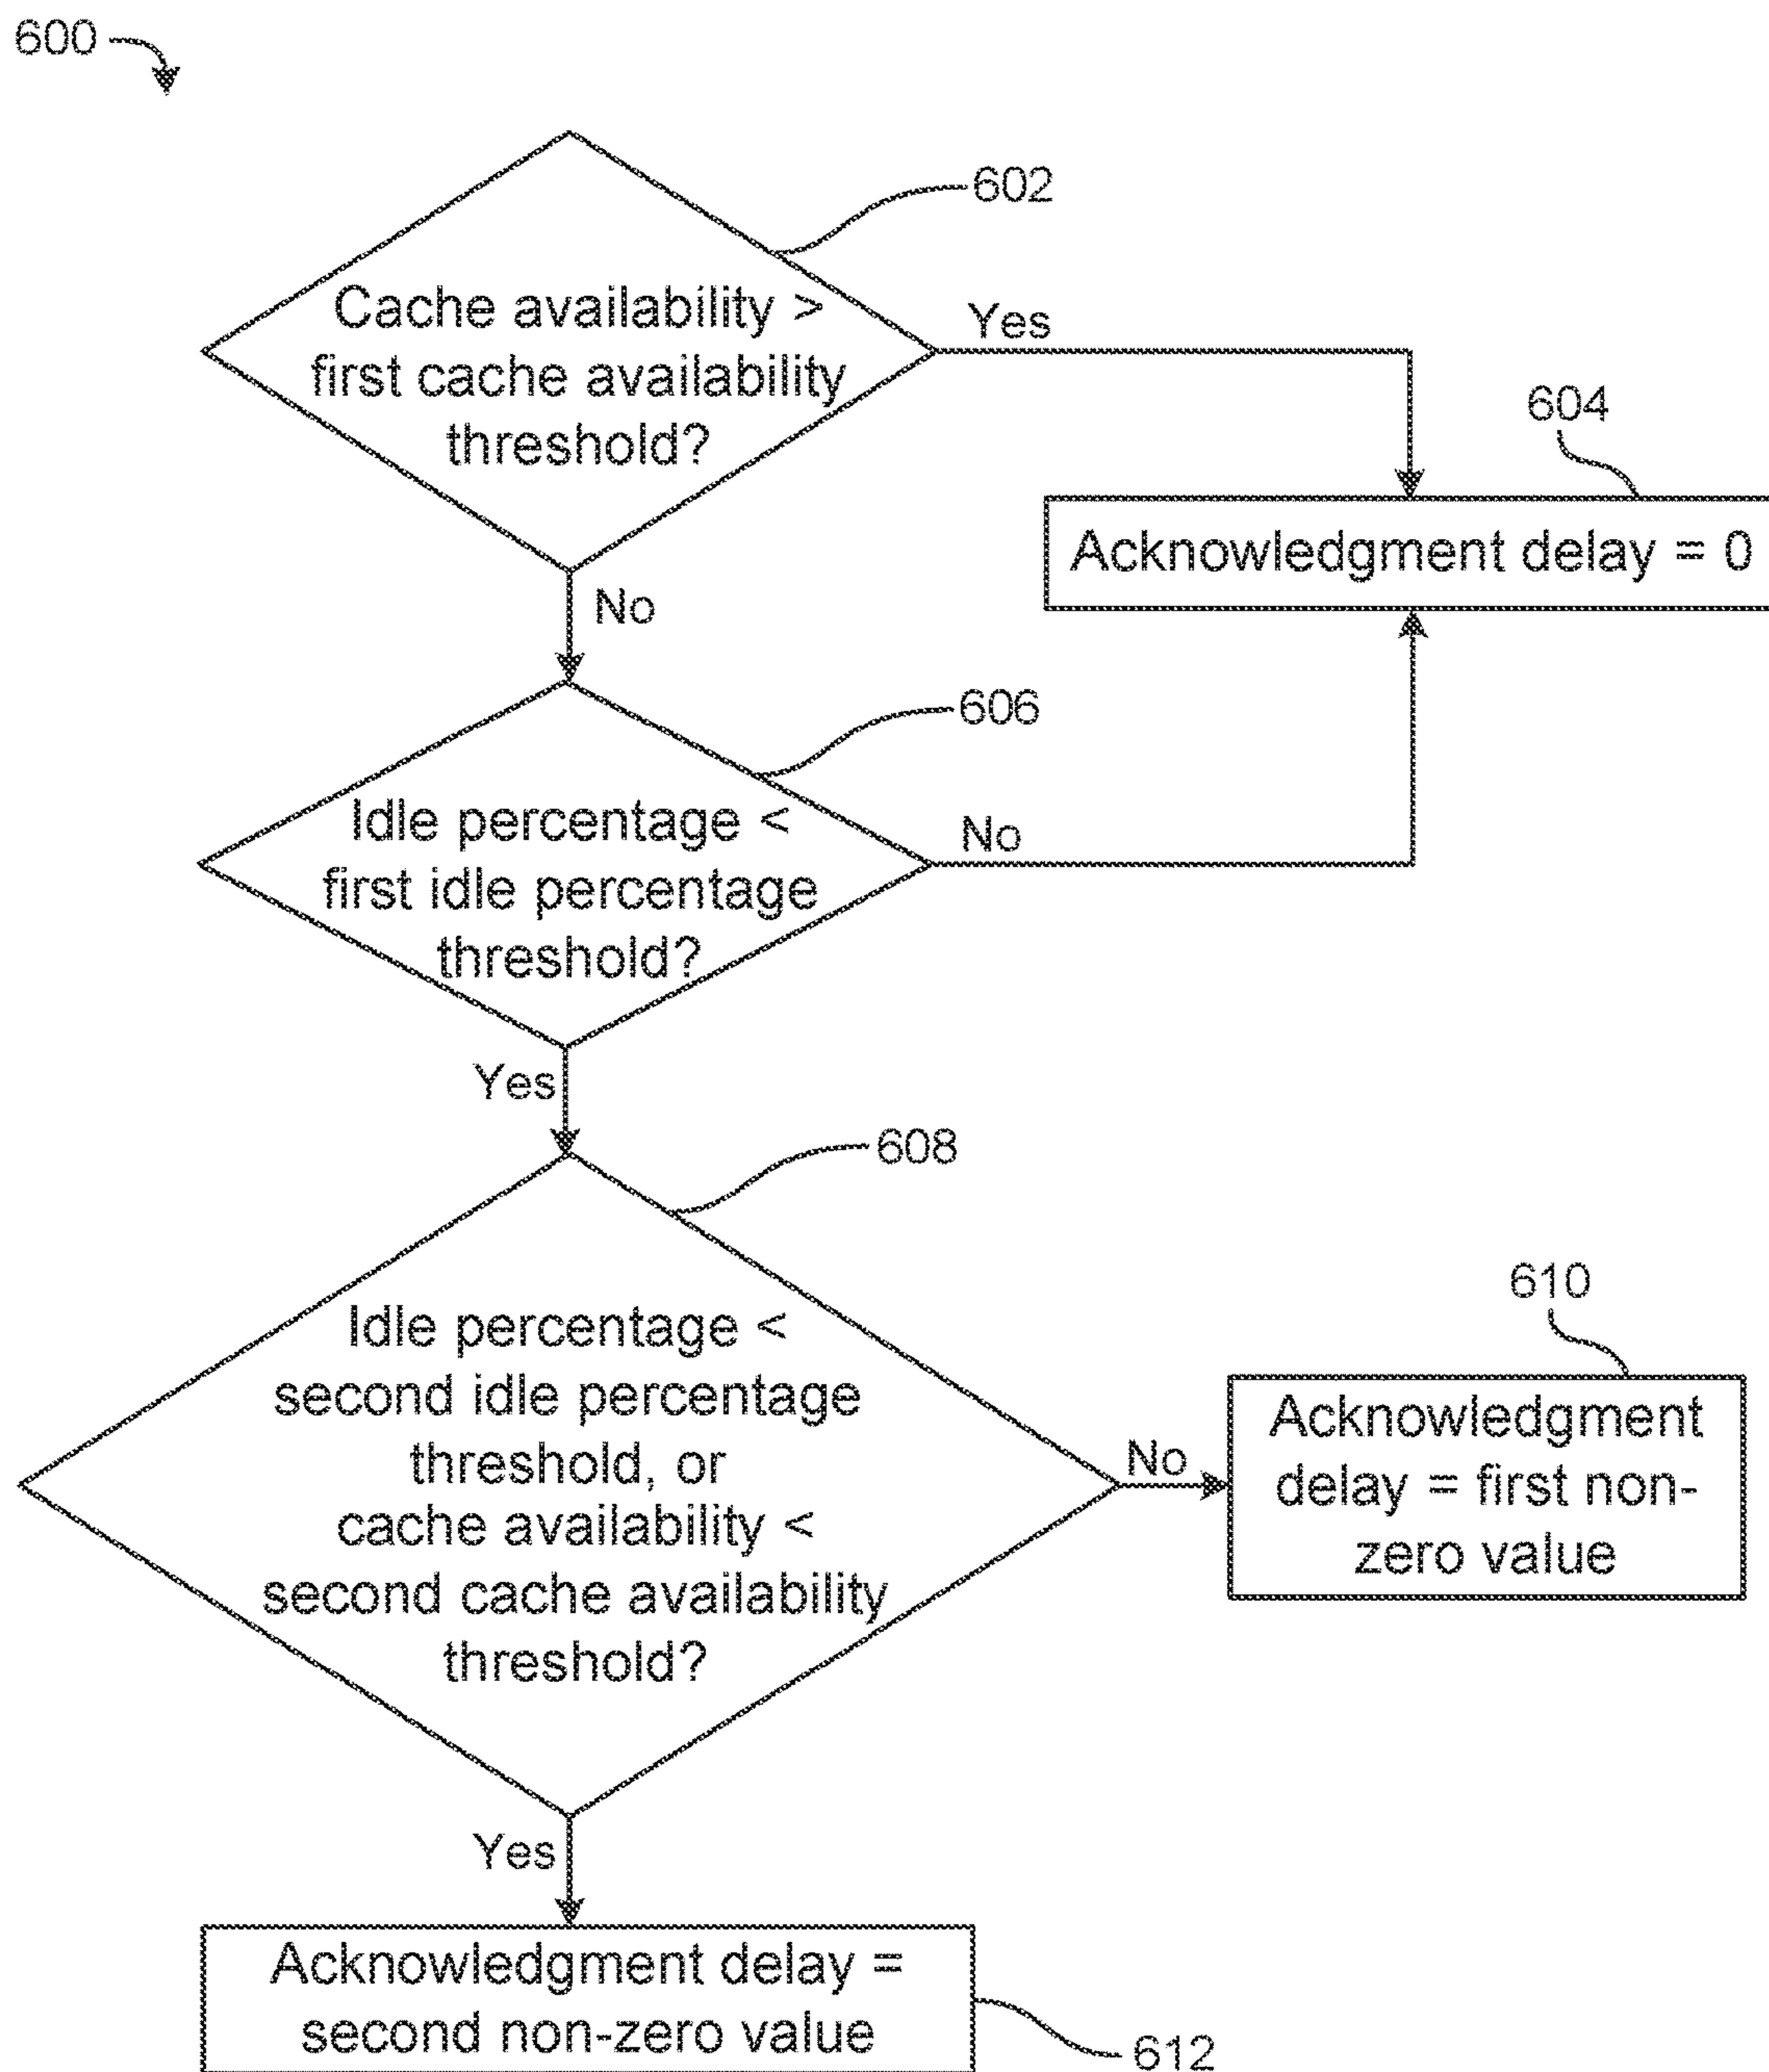 600
602
Cache availability >
first cache availability
threshold?
Yes
604
Acknowledgment delay = 0
No
606
Idle percentage <
first idle percentage
threshold?
No
Yes
608
Idle percentage <
second idle percentage
threshold, or
cache availability <
second cache availability
threshold?
No
610
Acknowledgment
delay = first non-
zero value
Yes
Acknowledgment delay =
second non-zero value
612